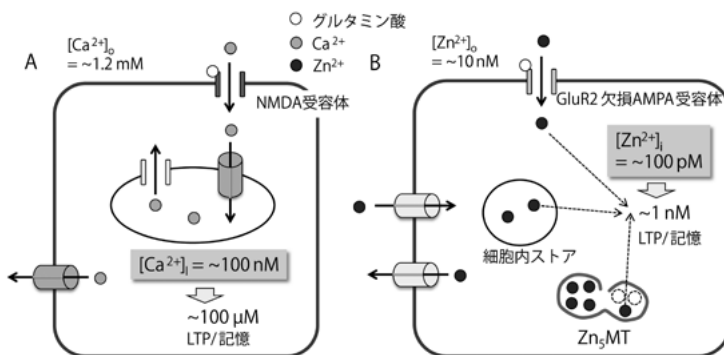 A
[Ca²⁺]ₒ
= ~1.2 mM
グルタミン酸
Ca²⁺
Zn²⁺
NMDA受容体
[Ca²⁺]ᵢ = ~100 nM
~100 μM
LTP/記憶
B
[Zn²⁺]ₒ
= ~10 nM
GluR2 欠損AMPA受容体
[Zn²⁺]ᵢ
= ~100 pM
~1 nM
LTP/記憶
細胞内ストア
Zn₅MT